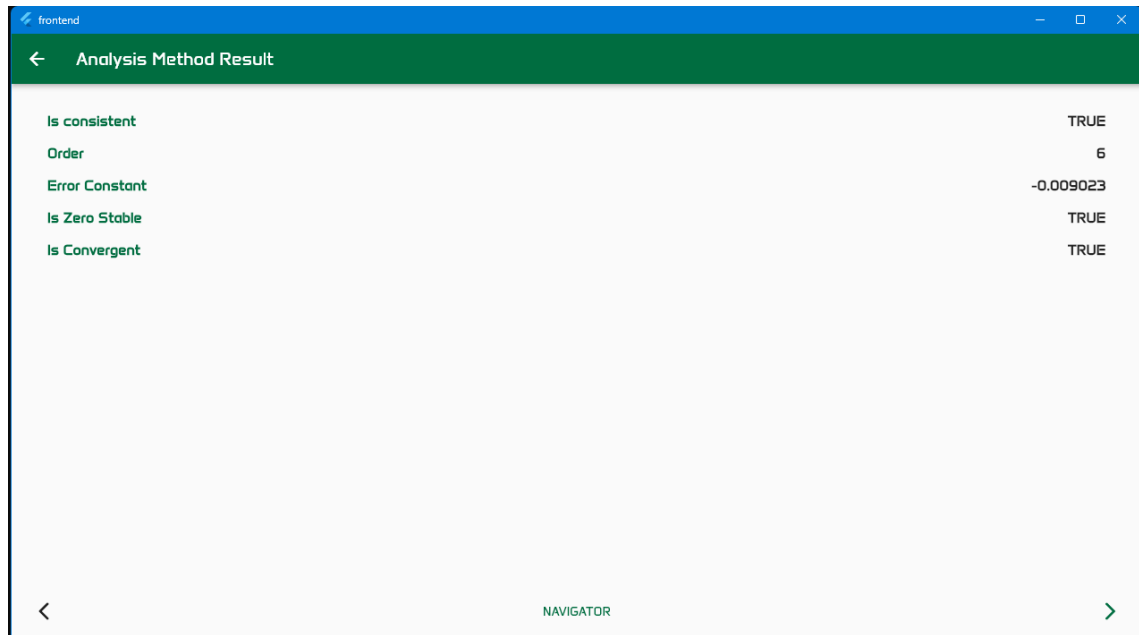 frontend
Analysis Method Result
Is consistent TRUE
Order 6
Error Constant -0.009023
Is Zero Stable TRUE
Is Convergent TRUE
NAVIGATOR